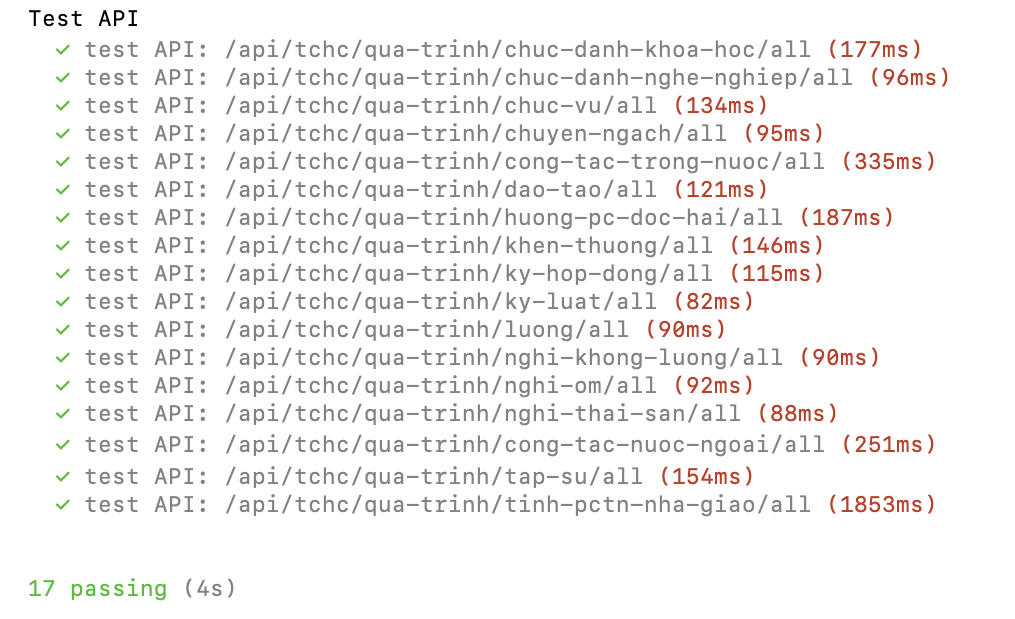 Test API
✓ test API: /api/tchc/qua-trinh/chuc-danh-khoa-hoc/all (177ms)
✓ test API: /api/tchc/qua-trinh/chuc-danh-nghe-nghiep/all (96ms)
✓ test API: /api/tchc/qua-trinh/chuc-vu/all (134ms)
✓ test API: /api/tchc/qua-trinh/chuyen-ngach/all (95ms)
✓ test API: /api/tchc/qua-trinh/cong-tac-trong-nuoc/all (335ms)
✓ test API: /api/tchc/qua-trinh/dao-tao/all (121ms)
✓ test API: /api/tchc/qua-trinh/huong-pc-doc-hai/all (187ms)
✓ test API: /api/tchc/qua-trinh/khen-thuong/all (146ms)
✓ test API: /api/tchc/qua-trinh/ky-hop-dong/all (115ms)
✓ test API: /api/tchc/qua-trinh/ky-luat/all (82ms)
✓ test API: /api/tchc/qua-trinh/luong/all (90ms)
✓ test API: /api/tchc/qua-trinh/nghi-khong-luong/all (90ms)
✓ test API: /api/tchc/qua-trinh/nghi-om/all (92ms)
✓ test API: /api/tchc/qua-trinh/nghi-thai-san/all (88ms)
✓ test API: /api/tchc/qua-trinh/cong-tac-nuoc-ngoai/all (251ms)
✓ test API: /api/tchc/qua-trinh/tap-su/all (154ms)
✓ test API: /api/tchc/qua-trinh/tinh-pctn-nha-giao/all (1853ms)
17 passing (4s)